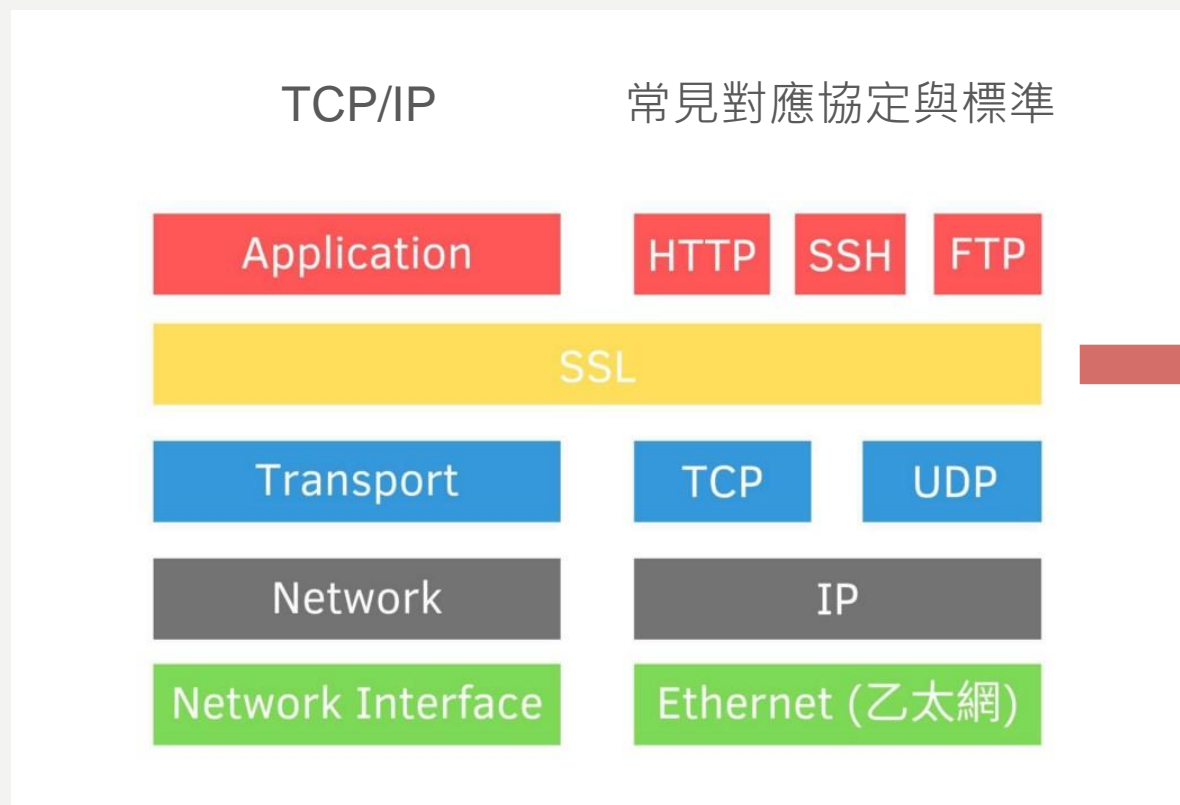 TCP/IP 常見對應協定與標準
Application HTTP SSH FTP
SSL
Transport TCP UDP
Network IP
Network Interface Ethernet (乙太網)